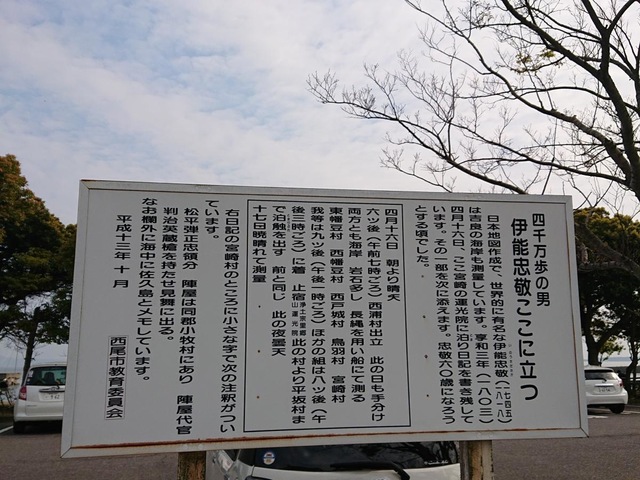 四千万歩の男
伊能忠敬ここに立つ
日本地図作成で、世界的に有名な伊能忠敬(一七四五
〜一八一八)
は吉良の海岸も測量しています。享和三年(一八〇三)
四月十六日、ここ宮崎の運光院に泊り日記を書き残して
います。その一部を次に添えます。忠敬六〇歳になろう
とする頃でした。
四月十六日 朝より晴天
六ツ後(午前七時ごろ)西浦村出立 此の日も手分け
両方とも海岸 岩石多し 長縄を用い船にて測る
東幡豆村 西幡豆村 西戸城村 鳥羽村 宮崎村
我等は九ツ後(午後一時ごろ)ほかの組は八ツ後(午
後三時ごろ)に着 止宿 浄土宗里郷山運光院 此の村より平坂村ま
で泊触を出す 前と同じ 此の夜曇天
十七日晄晴れて測量
右日記の宮崎村のところに小さな字で次の注釈がつい
ています。
松平弾正忠領分 陣屋は同郡小牧村にあり 陣屋代官
判治英蔵檀を持たせ見舞に出る。
なお欄外に海中に佐久島とメモしています。
平成十三年十月
西尾市教育委員会